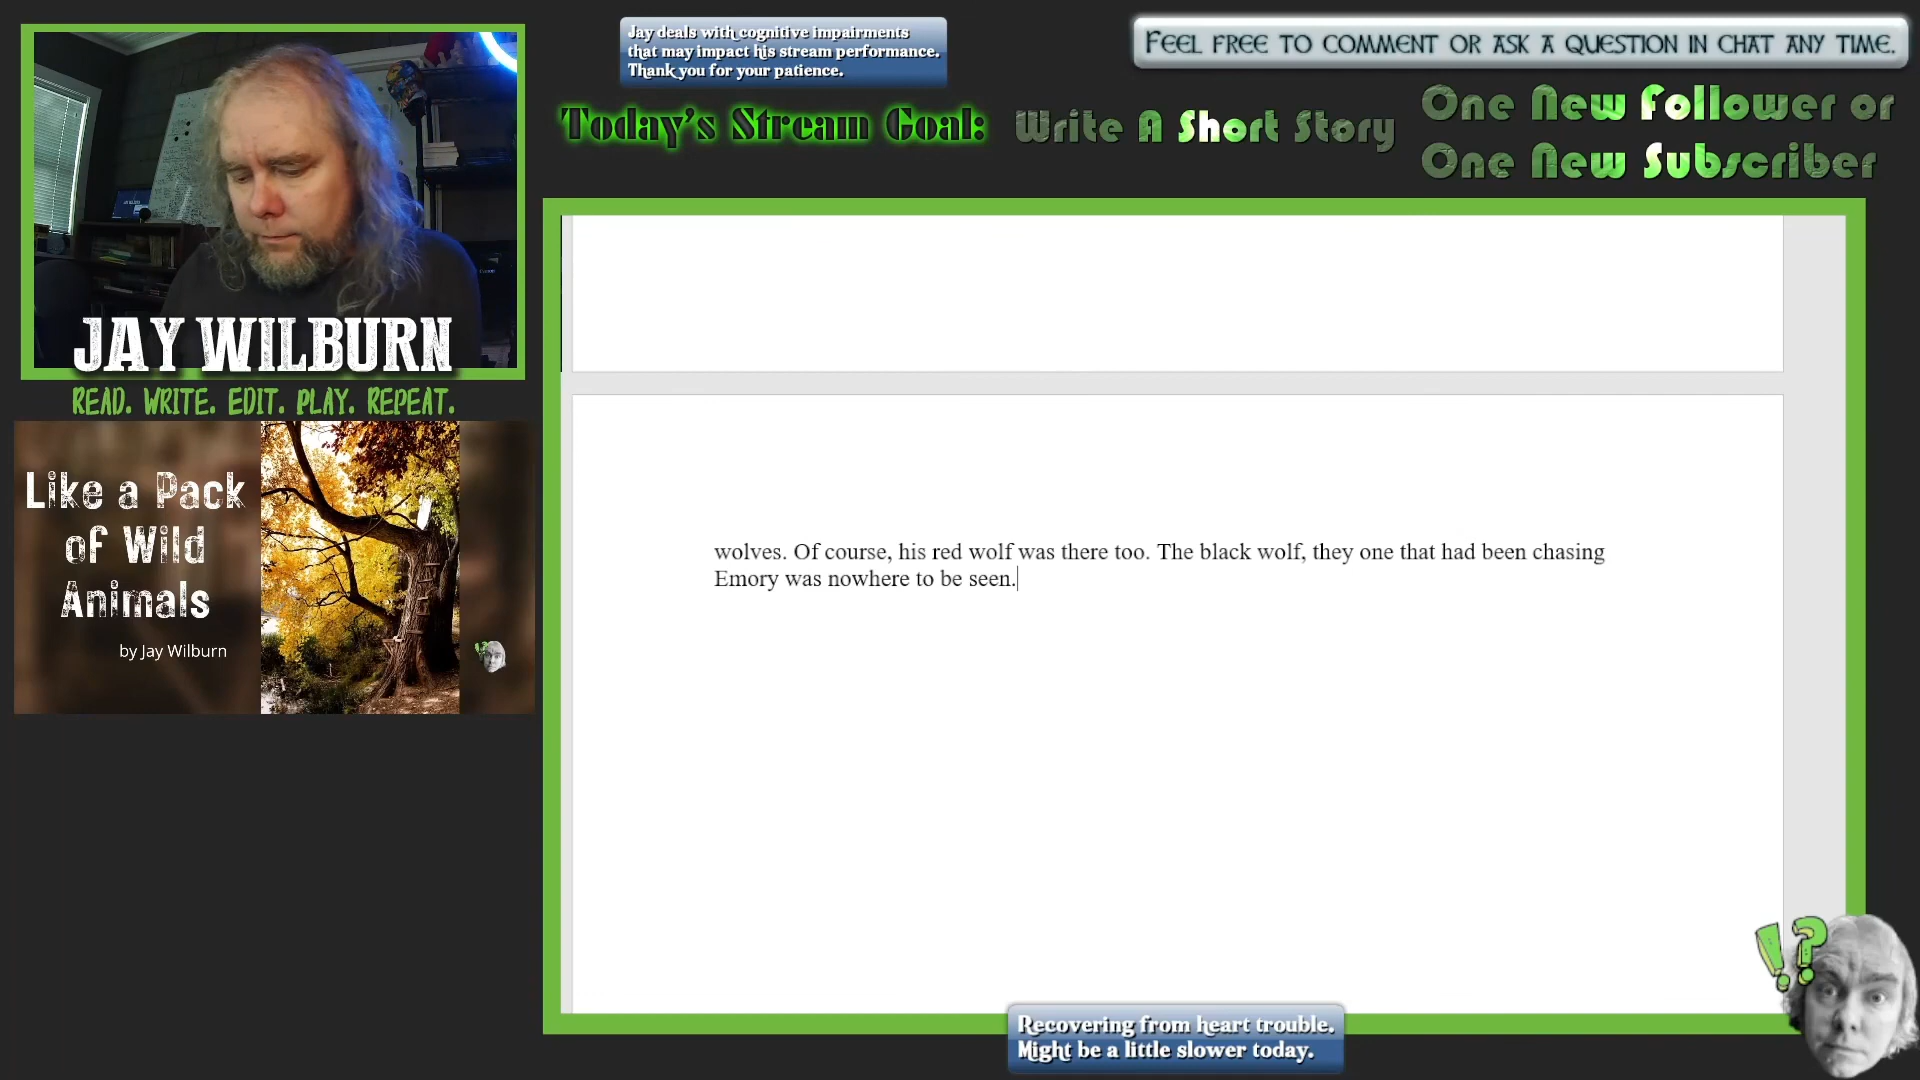 Jay deals with cognitive impairments
that may impact his stream performance.
Thank you for your patience.
FEEL FREE TO COMMENT OR ASK A QUESTION IN CHAT ANY TIME.
Today's Stream Goal:
Write A Short Story
One New Follower or
One New Subscriber
JAY WILBURN
READ. WRITE. EDIT. PLAY. REPEAT.
Like a Pack
of Wild
Animals
by Jay Wilburn
wolves. Of course, his red wolf was there too. The black wolf, they one that had been chasing
Emory was nowhere to be seen.
!?
Recovering from heart trouble.
Might be a little slower today.